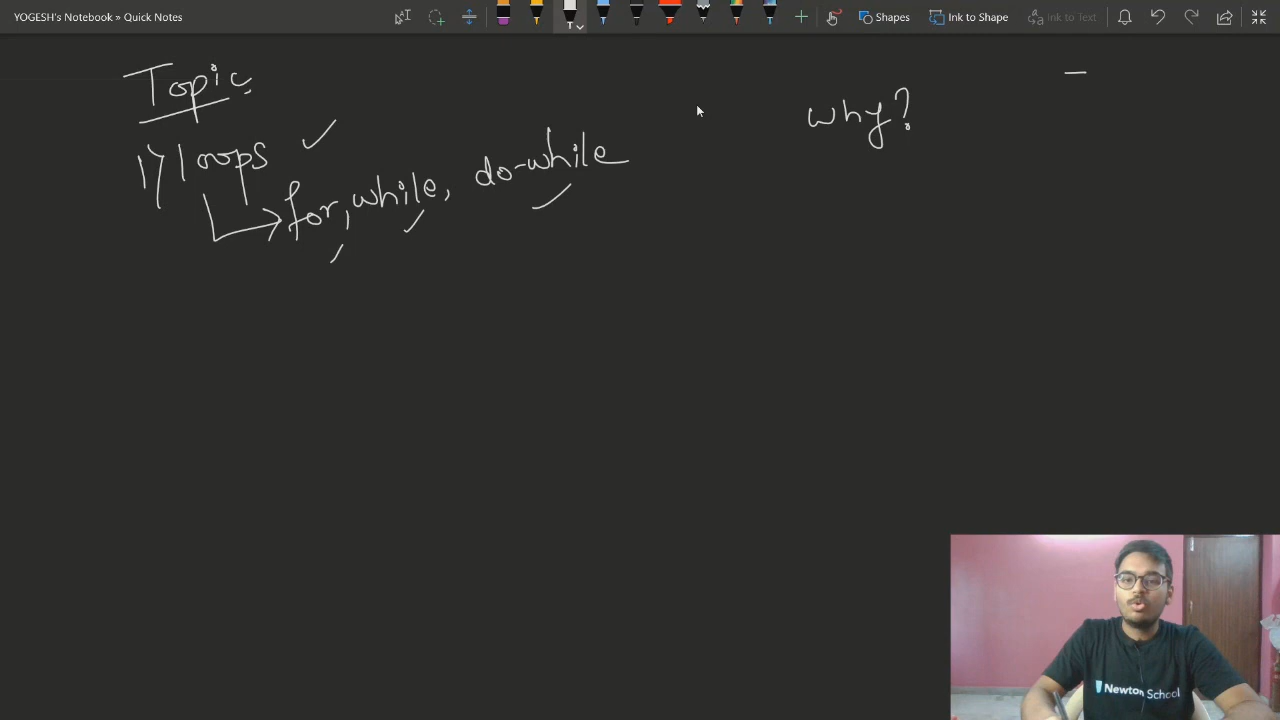 YOGESH's Notebook » Quick Notes
Shapes
Ink to Shape
Ink to Text
Topic
why?
1) loops
for, while, do-while
Newton School